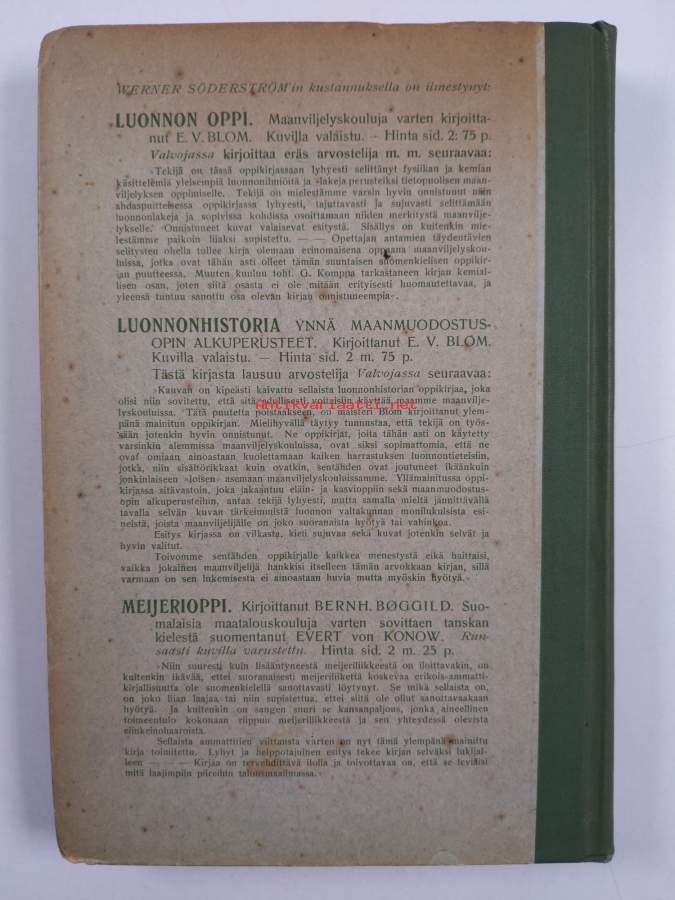 WERNER SÖDERSTRÖM'in kustannuksella on ilmestynyt:
LUONNON OPPI. Maanviljelyskouluja varten kirjoitta-
nut E. V. BLOM. Kuvilla valaistu. – Hinta sid. 2: 75 p.
Valvojassa kirjoittaa eräs arvostelija m. m. seuraavaa:
›Tekijä on tässä oppikirjassaan lyhyesti selittänyt fysiikan ja kemian
käsittelemiä yleisempiä luonnonilmiöitä ja -lakeja perusteiksi tietopuolisen maan-
viljelyksen oppimiselle. Tekijä on mielestämme varsin hyvin onnistunut näin
ahdaspuitteisessa oppikirjassa lyhyesti, tajuttavasti ja sujuvasti selittämään
luonnonlakeja ja sopivissa kohdissa osoittamaan niiden merkitystä maanvilje-
lykselle. Onnistuneet kuvat valaisevat esitystä. Sisällys on kuitenkin mie-
lestämme paikoin liiaksi supistettu. — — Opettajan antamien täydentävien
selitysten ohella tullee kirja olemaan erinomaisena oppaana maanviljelyskou-
luissa, jotka ovat tähän asti olleet tämän suuntaisen suomenkielisen oppikir-
jan puutteessa. Muuten kuuluu toht. G. Komppa tarkastaneen kirjan kemial-
lisen osan, joten siltä osasta ei ole mitään erityisesti huomautettavaa, ja
yleensä tuntuu sanottu osa olevan kirjan onnistuneempia›.
LUONNONHISTORIA YNNÄ MAANMUODOSTUS-
OPIN ALKUPERUSTEET. Kirjoittanut E. V. BLOM.
Kuvilla valaistu. — Hinta sid. 2 m. 75 p.
Tästä kirjasta lausuu arvostelija Valvojassa seuraavaa:
›Kauvan on kipeästi kaivattu sellaista luonnonhistorian oppikirjaa, joka
olisi niin sovitettu, että sitä edullisesti voitaisiin käyttää maamme maanvilje-
lyskouluissa. Tätä puutetta poistaakseen, on maisteri Blom kirjoittanut ylem-
pänä mainitun oppikirjan. Mielihyvällä täytyy tunnustaa, että tekijä on työs-
sään jotenkin hyvin onnistunut. Ne oppikirjat, joita tähän asti on käytetty
varsinkin alemmissa maanviljelyskouluissa, ovat siksi sopimattomia, että ne
ovat omiaan ainoastaan kuolettamaan kaiken harrastuksen luonnontieteisiin,
jotka, niin sisältörikkaat kuin ovatkin, sentähden ovat joutuneet ikäänkuin
jonkinlaiseen »loisen» asemaan maanviljelyskouluissamme. Yllämainitussa oppi-
kirjassa sitävastoin, joka jakaantuu eläin- ja kasvioppiin sekä maanmuodostus-
opin alkuperusteihin, antaa tekijä lyhyesti, mutta samalla mieltä jännittävällä
tavalla selvän kuvan tärkeimmistä luonnon valtakunnan monilukuisista esi-
neistä, joista maanviljelijälle on joko suoranaista hyötyä tai vahinkoa.
Esitys kirjassa on vilkasta, kieli sujuvaa sekä kuvat jotenkin selvät ja
hyvin valitut.
Toivomme sentähden oppikirjalle kaikkea menestystä eikä haittaisi,
vaikka jokainen maanviljelijä hankkisi itselleen tämän arvokkaan kirjan, sillä
varmaan on sen lukemisesta ei ainoastaan huvia mutta myöskin hyötyä.›
Antikvariaatti.net
MEIJERIOPPI. Kirjoittanut BERNH. BØGGILD. Suo-
malaisia maatalouskouluja varten sovittaen tanskan
kielestä suomentanut EVERT von KONOW. Run-
saasti kuvilla varustettu. Hinta sid. 2 m. 25 p.
›Niin suuresti kuin lisääntyneestä meijeriliikkeestä on iloittavakin, on
kuitenkin ikävää, ettei suoranaisesti meijeriliikettä koskevaa erikois-ammatti-
kirjallisuutta ole suomenkielellä sanottavasti löytynyt. Se mikä sellaista on,
on joko liian laajaa tai niin supistettua, ettei siitä ole ollut sanottavaakaan
hyötyä. Ja kuitenkin on sangen suuri se kansanpaljous, jonka aineellinen
toimeentulo kokonaan riippuu meijeriliikkeestä ja sen yhteydessä olevista
elinkeinohaaroista.
Sellaista ammattitien viittausta varten on nyt tämä ylempänä mainittu
kirja toimitettu. Lyhyt ja helppotajuinen esitys tekee kirjan selväksi lukijal-
leen — — — Kirjaa on tervehdittävä ilolla ja toivottavaa on, että se leviäisi
mitä laajimpiin piireihin talousmaailmassa.›